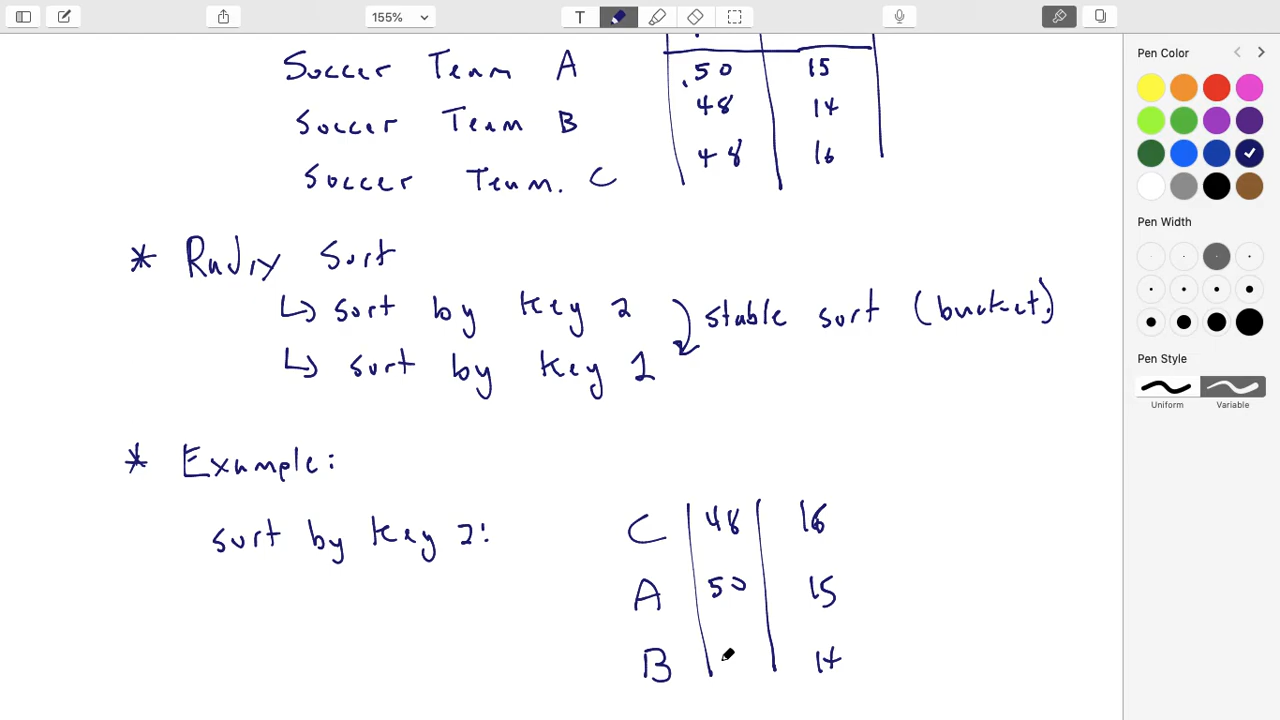 155%
T
Pen Color
Soccer Team A .50 15
Soccer Team B 48 14
Soccer Team. C 48 16
* Radix Sort
↳ sort by key 2
stable sort (bucket.)
↳ sort by key 1
* Example:
sort by key 2:
C 48 16
A 50 15
B 14
Pen Width
Pen Style
Uniform
Variable